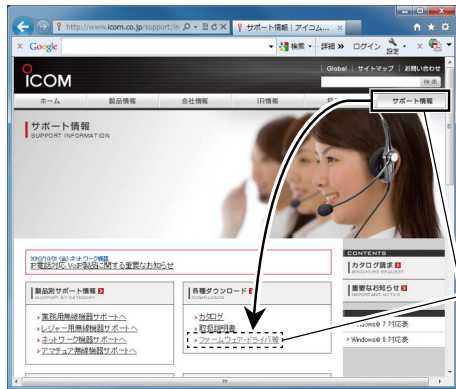 http://www.icom.co.jp/support/in
サポート情報 | アイコム...
Google
検索
詳細 »
ログイン
設定
ICOM
Global | サイトマップ | お問い合わせ
検索
ホーム
製品情報
会社情報
IR情報
サポート情報
サポート情報
SUPPORT INFORMATION
IP電話対応 VoIP製品に関する重要なお知らせ
CONTENTS
カタログ請求
BROCHURE REQUEST
重要なお知らせ
IMPORTANT NOTICE
Windows® 7 対応表
Windows® 8 対応表
製品別サポート情報
SUPPORT BY CATEGORY
業務用無線機器サポートへ
レジャー用無線機器サポートへ
ネットワーク機器サポートへ
アマチュア無線機器サポートへ
各種ダウンロード
DOWNLOADS
カタログ
取扱説明書
ファームウェア・ドライバ等